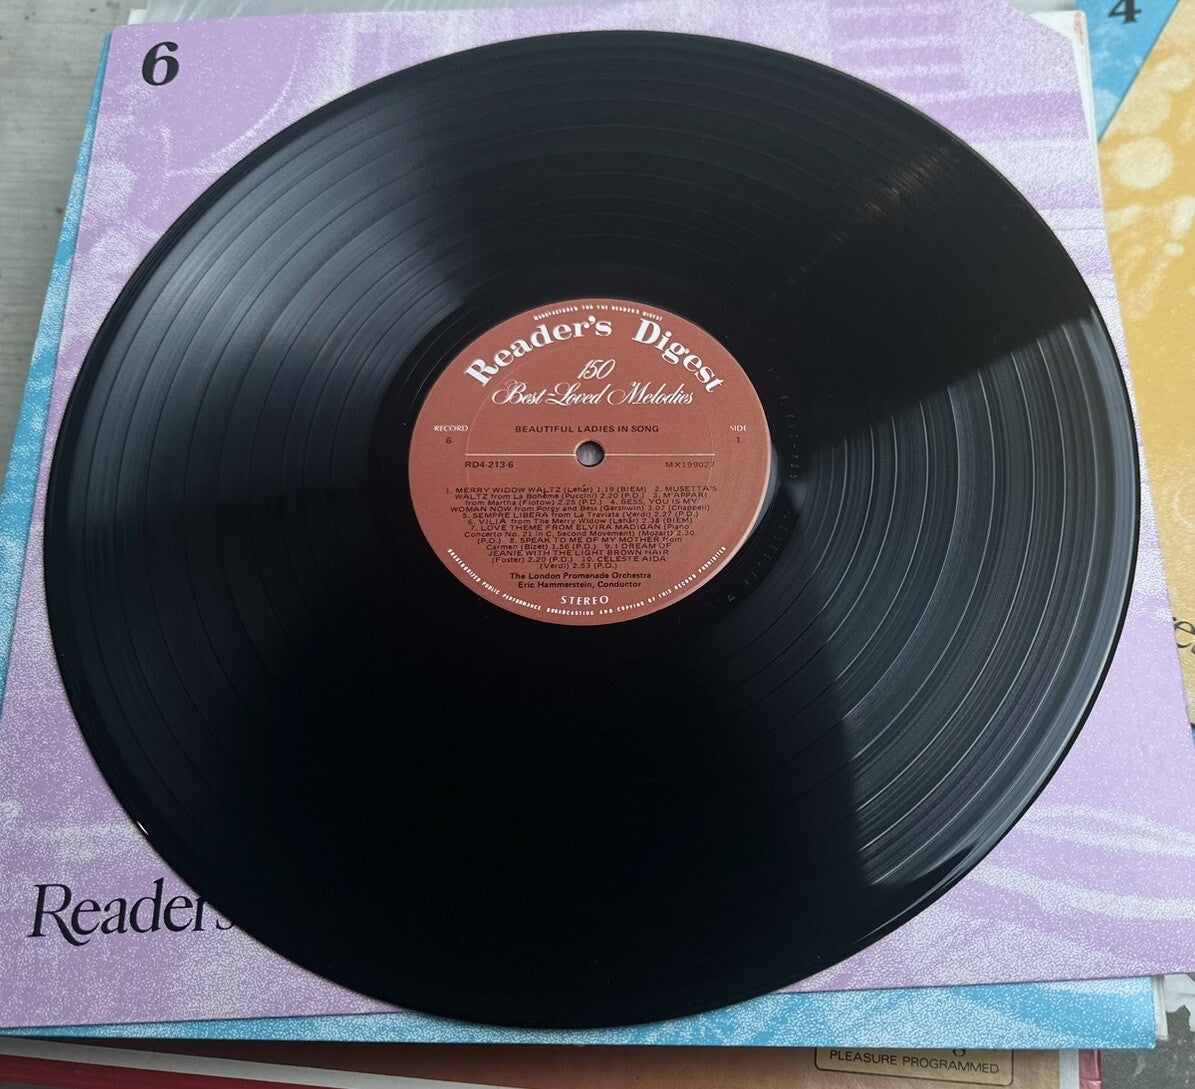 6
4
MANUFACTURED FOR THE READER'S DIGEST
Reader's Digest
150
Best-Loved Melodies
BEAUTIFUL LADIES IN SONG
RECORD
6
SIDE
1
RD4-213-6
MX199027
1. MERRY WIDOW WALTZ (Lehár) 1.19 (BIEM) 2. MUSETTA'S
WALTZ from La Bohème (Puccini) 2.20 (P.D.) 3. M'APPARI
from Martha (Flotow) 2.25 (P.D.) 4. BESS, YOU IS MY
WOMAN NOW from Porgy and Bess (Gershwin) 3.07 (Chappell)
5. SEMPRE LIBERA from La Traviata (Verdi) 2.27 (P.D.)
6. VILIA from The Merry Widow (Lehár) 2.38 (BIEM)
7. LOVE THEME FROM ELVIRA MADIGAN (Piano
Concerto No. 21 in C, Second Movement) (Mozart) 2.30
(P.D.) 8. SPEAK TO ME OF MY MOTHER from
Carmen (Bizet) 1.56 (P.D.) 9. I DREAM OF
JEANIE WITH THE LIGHT BROWN HAIR
(Foster) 2.20 (P.D.) 10. CELESTE AIDA
(Verdi) 2.53 (P.D.)
The London Promenade Orchestra
Eric Hammerstein, Conductor
STEREO
UNAUTHORIZED PUBLIC PERFORMANCE BROADCASTING AND COPYING OF THIS RECORD PROHIBITED
Reader's
PLEASURE PROGRAMMED